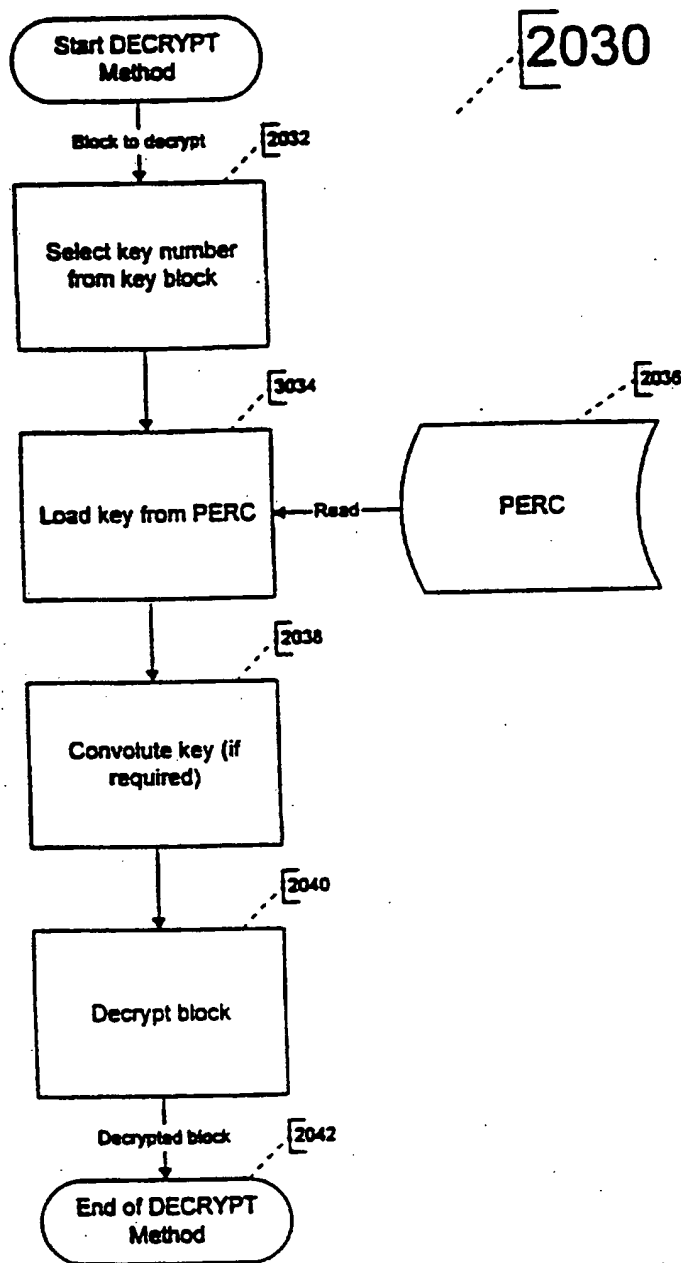 Start DECRYPT
Method
2030
Block to decrypt
2032
Select key number
from key block
3034
2036
Load key from PERC
Read
PERC
2038
Convolute key (if
required)
2040
Decrypt block
Decrypted block
2042
End of DECRYPT
Method